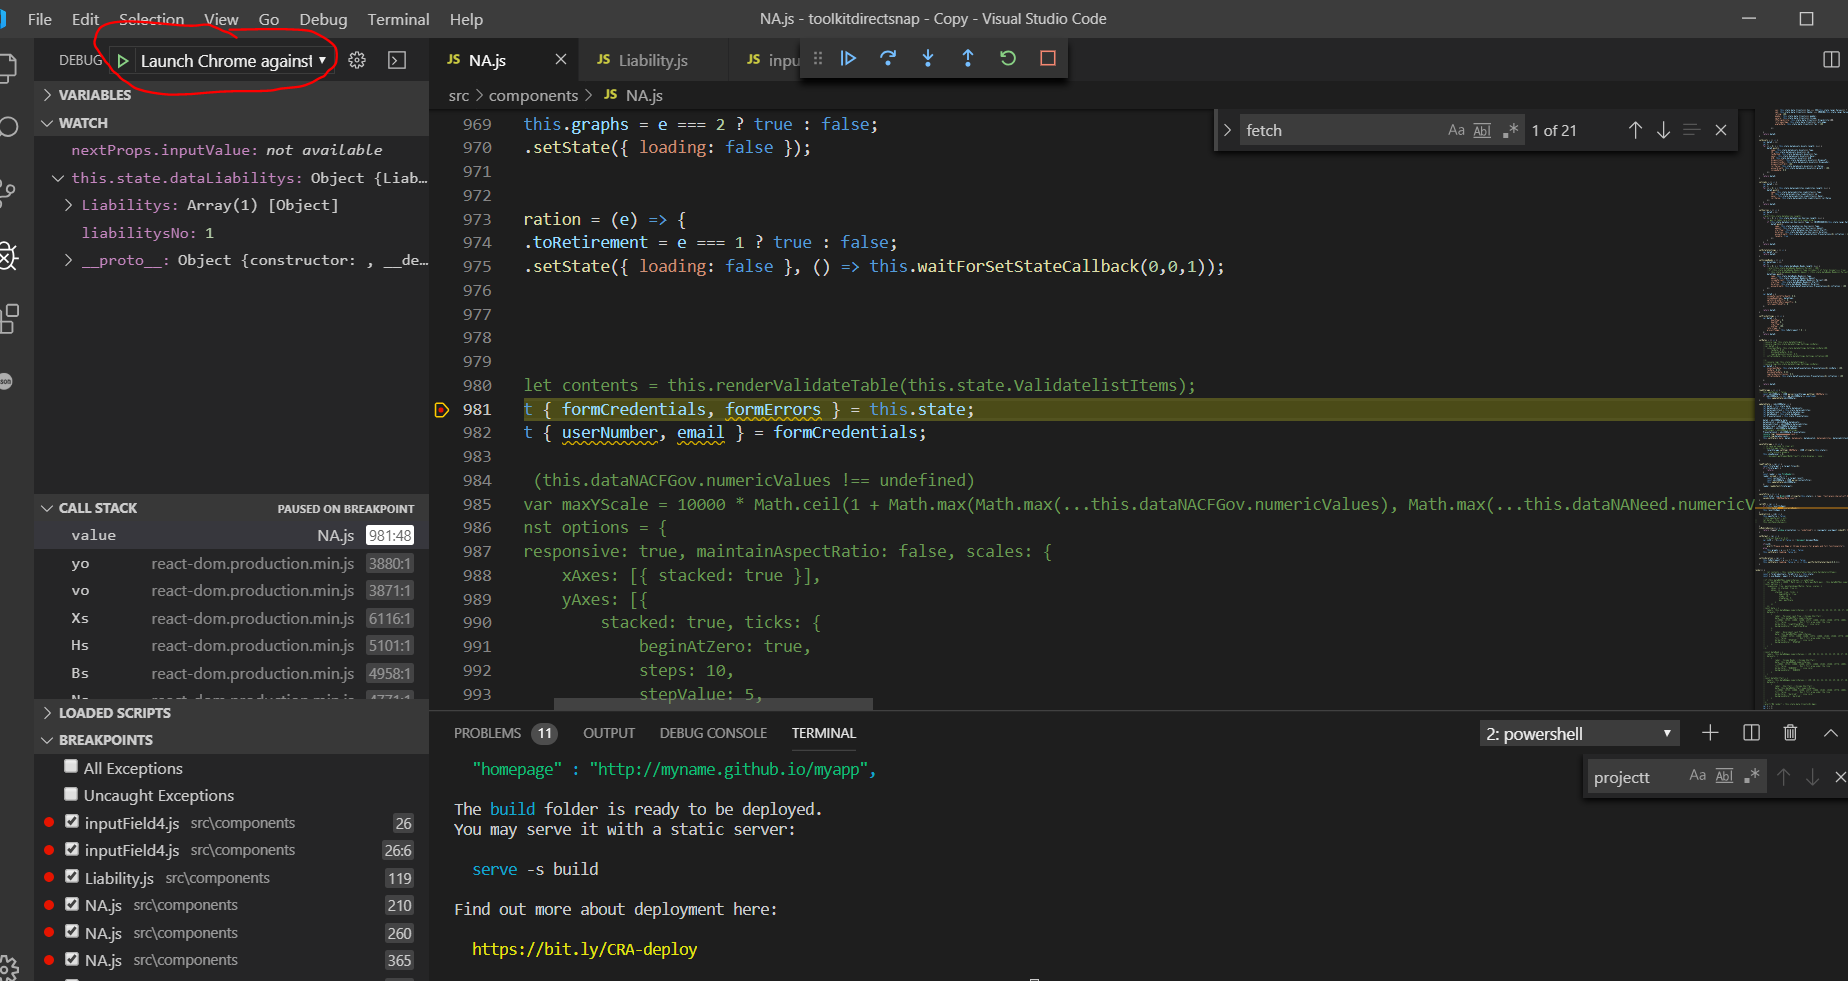 File Edit Selection View Go Debug Terminal Help
NA.js - toolkitdirectsnap - Copy - Visual Studio Code
DEBUG Launch Chrome against
JS NA.js
JS Liability.js
JS inpu
src > components > JS NA.js
fetch Aa Abl .* 1 of 21
VARIABLES
WATCH
nextProps.inputValue: not available
this.state.dataLiabilitys: Object {Liab…
Liabilitys: Array(1) [Object]
liabilitysNo: 1
__proto__: Object {constructor: , __de…
969 this.graphs = e === 2 ? true : false;
970 .setState({ loading: false });
971
972
973 ration = (e) => {
974 .toRetirement = e === 1 ? true : false;
975 .setState({ loading: false }, () => this.waitForSetStateCallback(0,0,1));
976
977
978
979
980 let contents = this.renderValidateTable(this.state.ValidatelistItems);
981 t { formCredentials, formErrors } = this.state;
982 t { userNumber, email } = formCredentials;
983
984 (this.dataNACFGov.numericValues !== undefined)
985 var maxYScale = 10000 * Math.ceil(1 + Math.max(Math.max(...this.dataNACFGov.numericValues), Math.max(...this.dataNANeed.numericV
986 nst options = {
987 responsive: true, maintainAspectRatio: false, scales: {
988 xAxes: [{ stacked: true }],
989 yAxes: [{
990 stacked: true, ticks: {
991 beginAtZero: true,
992 steps: 10,
993 stepValue: 5,
CALL STACK PAUSED ON BREAKPOINT
value NA.js 981:48
yo react-dom.production.min.js 3880:1
vo react-dom.production.min.js 3871:1
Xs react-dom.production.min.js 6116:1
Hs react-dom.production.min.js 5101:1
Bs react-dom.production.min.js 4958:1
LOADED SCRIPTS
BREAKPOINTS
All Exceptions
Uncaught Exceptions
inputField4.js src\components 26
inputField4.js src\components 26:6
Liability.js src\components 119
NA.js src\components 210
NA.js src\components 260
NA.js src\components 365
PROBLEMS 11 OUTPUT DEBUG CONSOLE TERMINAL
2: powershell
projectt Aa Abl .*
"homepage" : "http://myname.github.io/myapp",
The build folder is ready to be deployed.
You may serve it with a static server:
serve -s build
Find out more about deployment here:
https://bit.ly/CRA-deploy